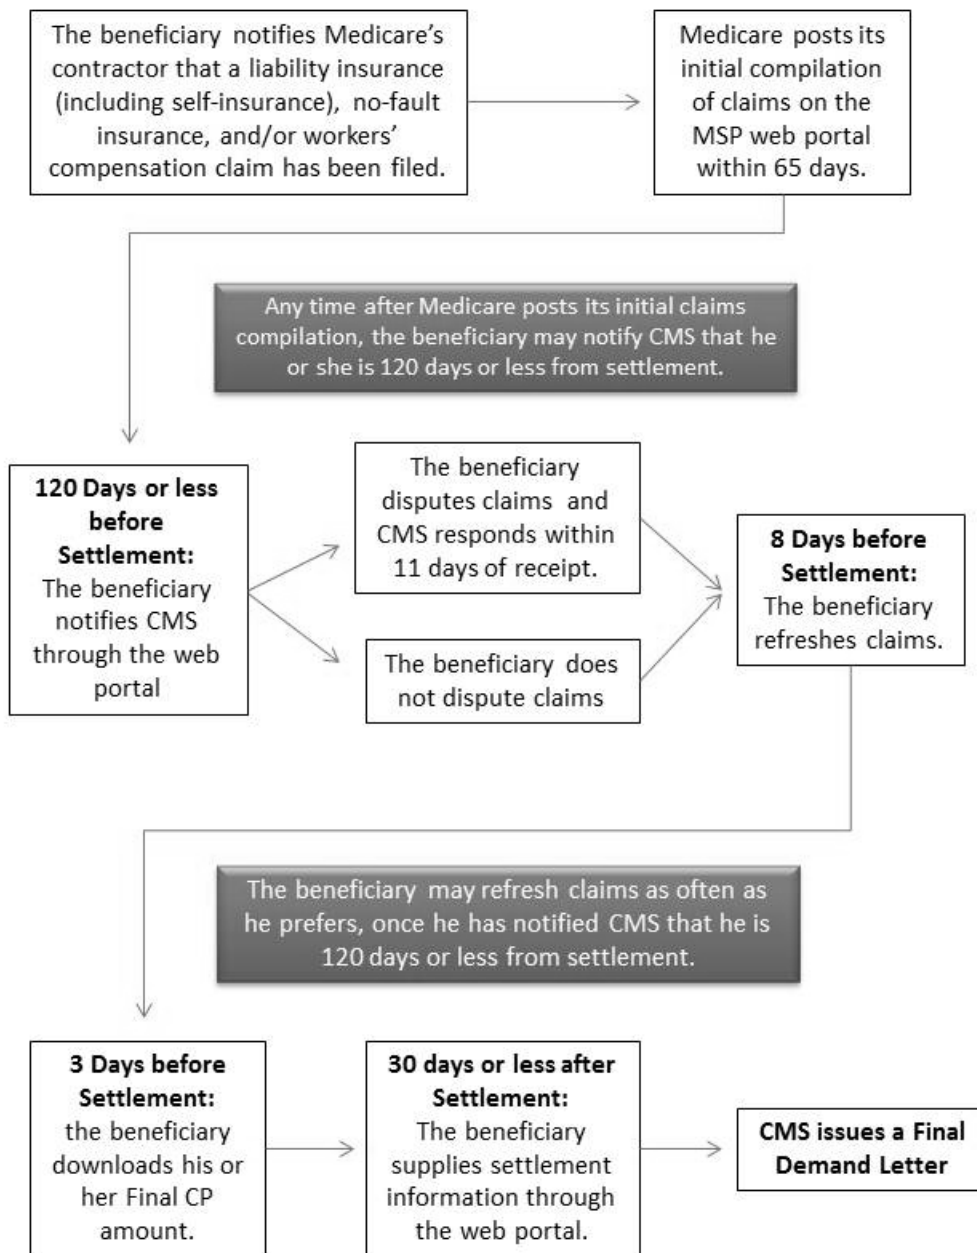 The beneficiary notifies Medicare's
contractor that a liability insurance
(including self-insurance), no-fault
insurance, and/or workers'
compensation claim has been filed.
Medicare posts its
initial compilation
of claims on the
MSP web portal
within 65 days.
Any time after Medicare posts its initial claims
compilation, the beneficiary may notify CMS that he
or she is 120 days or less from settlement.
120 Days or less
before
Settlement:
The beneficiary
notifies CMS
through the web
portal
The beneficiary
disputes claims and
CMS responds within
11 days of receipt.
The beneficiary does
not dispute claims
8 Days before
Settlement:
The beneficiary
refreshes claims.
The beneficiary may refresh claims as often as
he prefers, once he has notified CMS that he is
120 days or less from settlement.
3 Days before
Settlement:
the beneficiary
downloads his or
her Final CP
amount.
30 days or less after
Settlement:
The beneficiary
supplies settlement
information through
the web portal.
CMS issues a Final
Demand Letter